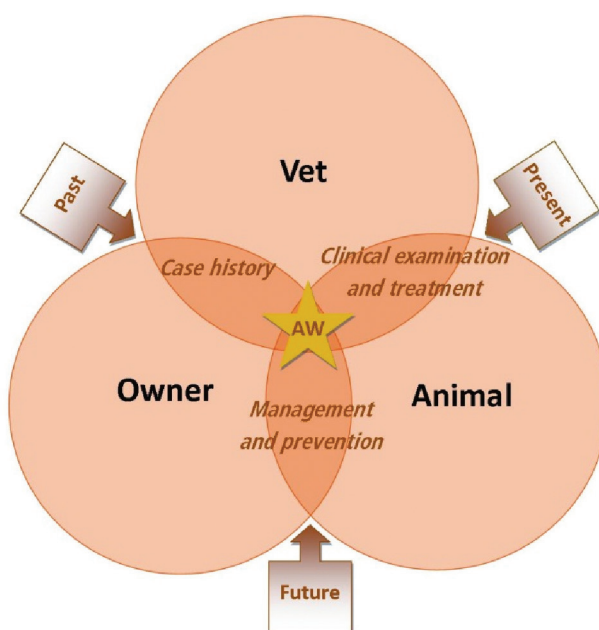 Vet
Past
Present
Case history
Clinical examination
and treatment
AW
Owner
Animal
Management
and prevention
Future